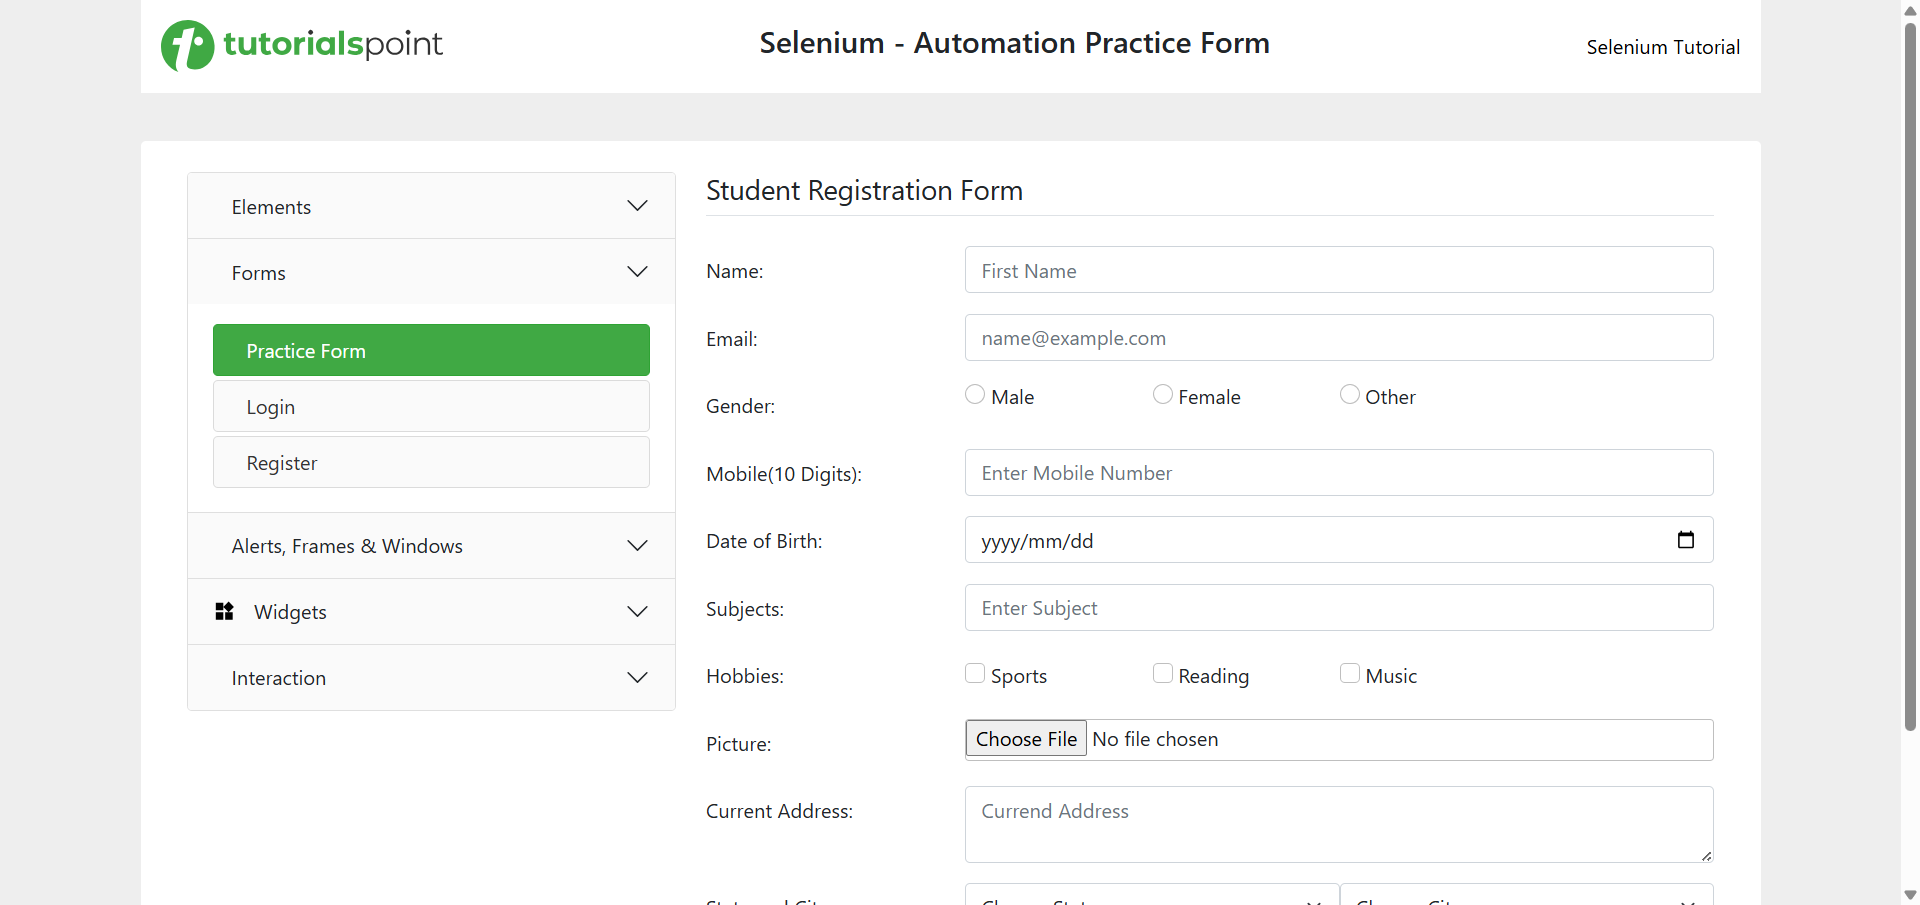 tutorialspoint
Selenium - Automation Practice Form
Selenium Tutorial
Elements
Forms
Practice Form
Login
Register
Alerts, Frames & Windows
Widgets
Interaction
Student Registration Form
Name:
First Name
Email:
name@example.com
Gender:
Male
Female
Other
Mobile(10 Digits):
Enter Mobile Number
Date of Birth:
yyyy/mm/dd
Subjects:
Enter Subject
Hobbies:
Sports
Reading
Music
Picture:
Choose File No file chosen
Current Address:
Currend Address